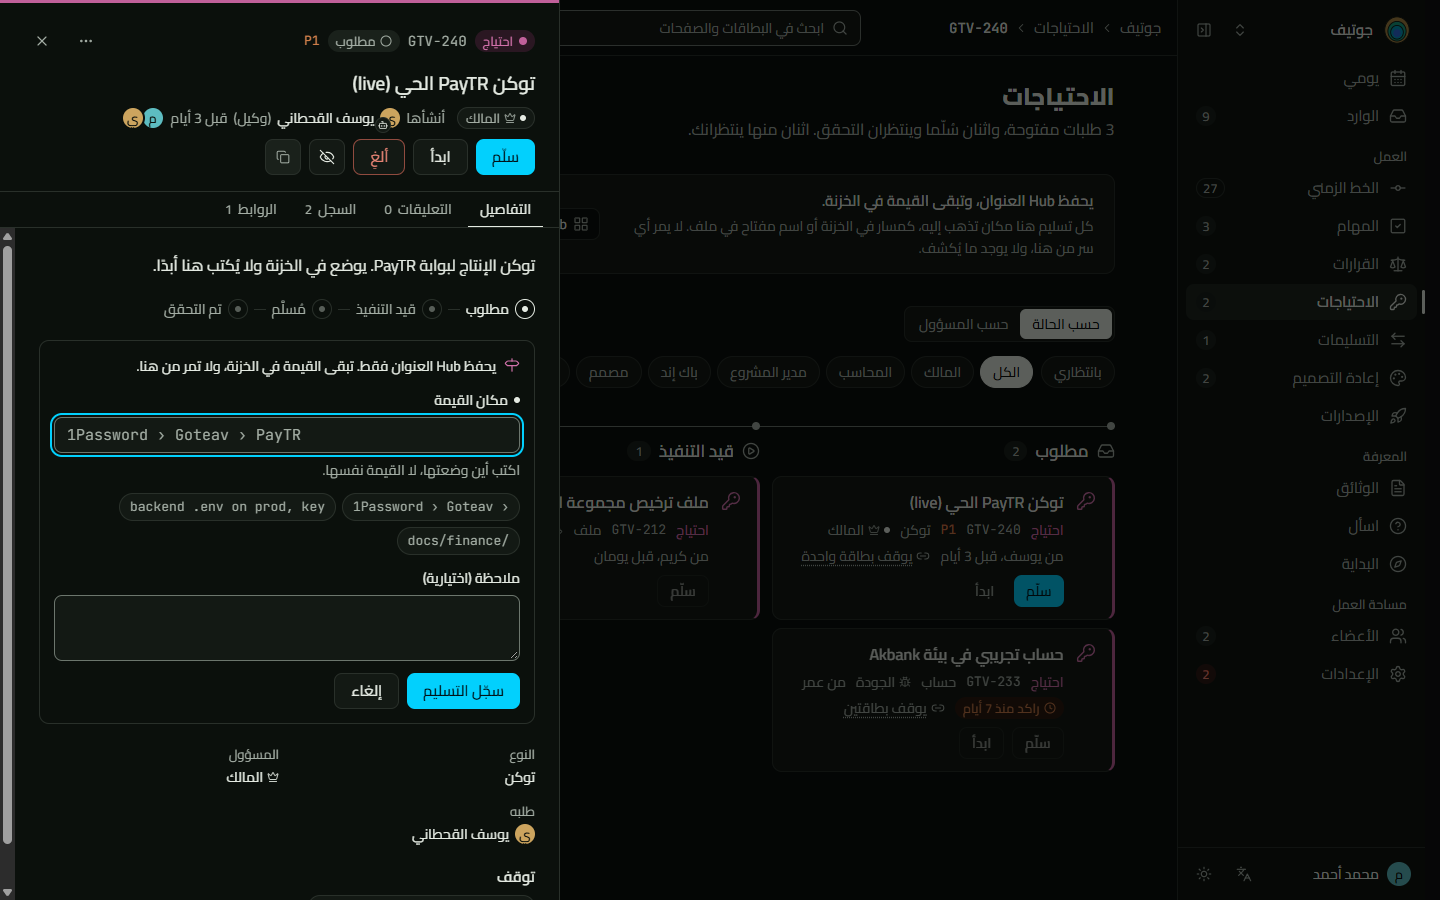 جوتيف
يومي
الوارد 9
العمل
الخط الزمني 27
المهام 3
القرارات 2
الاحتياجات 2
التسليمات 1
إعادة التصميم 2
الإصدارات
المعرفة
الوثائق
اسأل
البداية
مساحة العمل
الأعضاء 2
الإعدادات 2
م محمد أحمد
جوتيف › الاحتياجات › GTV-240
ابحث في البطاقات والصفحات
الاحتياجات
3 طلبات مفتوحة، واثنان سُلّما وينتظران التحقق. اثنان منها ينتظرانك.
يحفظ Hub العنوان، وتبقى القيمة في الخزنة.
كل تسليم هنا مكان تذهب إليه، كمسار في الخزنة أو اسم مفتاح في ملف. لا يمر أي
سر من هنا، ولا يوجد ما يُكشف.
حسب الحالة حسب المسؤول
بانتظاري الكل المالك المحاسب مدير المشروع باك إند مصمم
مطلوب 2
توكن PayTR الحي (live)
احتياج GTV-240 P1 توكن المالك
من يوسف، قبل 3 أيام يوقف بطاقة واحدة
سلّم ابدأ
حساب تجريبي في بيئة Akbank
احتياج GTV-233 حساب الجودة من عمر
راكد منذ 7 أيام يوقف بطاقتين
سلّم ابدأ
قيد التنفيذ 1
ملف ترخيص مجموعة
احتياج GTV-212 ملف
من كريم، قبل يومان
سلّم
احتياج GTV-240 مطلوب P1
توكن PayTR الحي (live)
المالك أنشأها ي يوسف القحطاني (وكيل) قبل 3 أيام م ي
سلّم ابدأ ألغِ
التفاصيل التعليقات 0 السجل 2 الروابط 1
توكن الإنتاج لبوابة PayTR. يوضع في الخزنة ولا يُكتب هنا أبدًا.
مطلوب قيد التنفيذ مُسلَّم تم التحقق
يحفظ Hub العنوان فقط. تبقى القيمة في الخزنة، ولا تمر من هنا.
مكان القيمة
1Password › Goteav › PayTR
اكتب أين وضعتها، لا القيمة نفسها.
1Password › Goteav › backend .env on prod, key
docs/finance/
ملاحظة (اختيارية)
سجّل التسليم إلغاء
النوع المسؤول
توكن المالك
طلبه
ي يوسف القحطاني
توقف